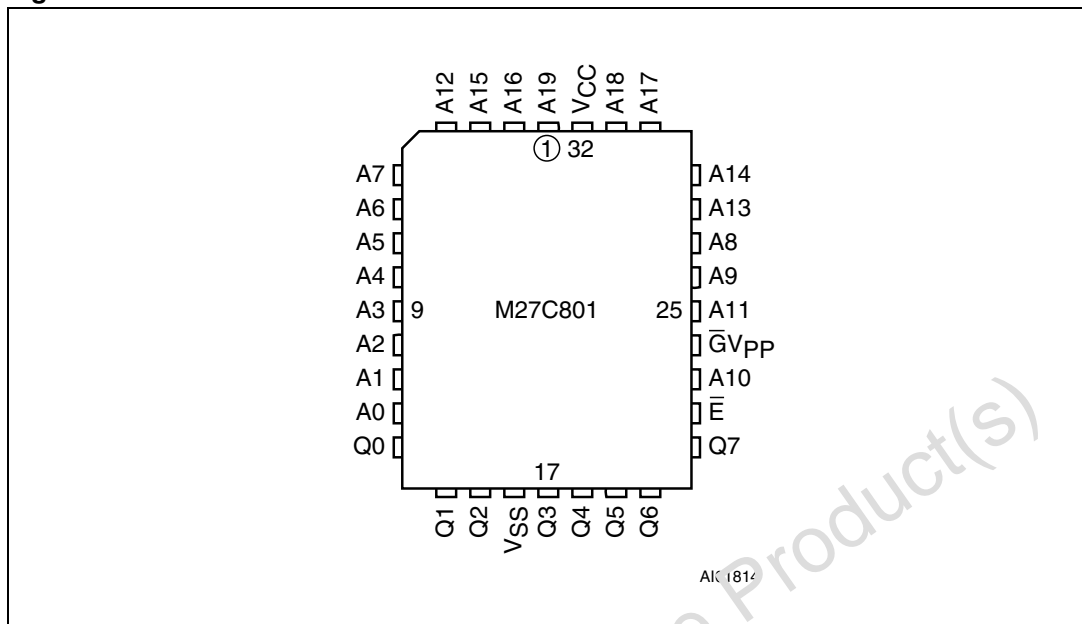 A12 A15 A16 A19 VCC A18 A17
1 32
A7 A14
A6 A13
A5 A8
A4 A9
A3 9 M27C801 25 A11
A2 G̅VPP
A1 A10
A0 E̅
Q0 Q7
17
Q1 Q2 VSS Q3 Q4 Q5 Q6
Product(s)